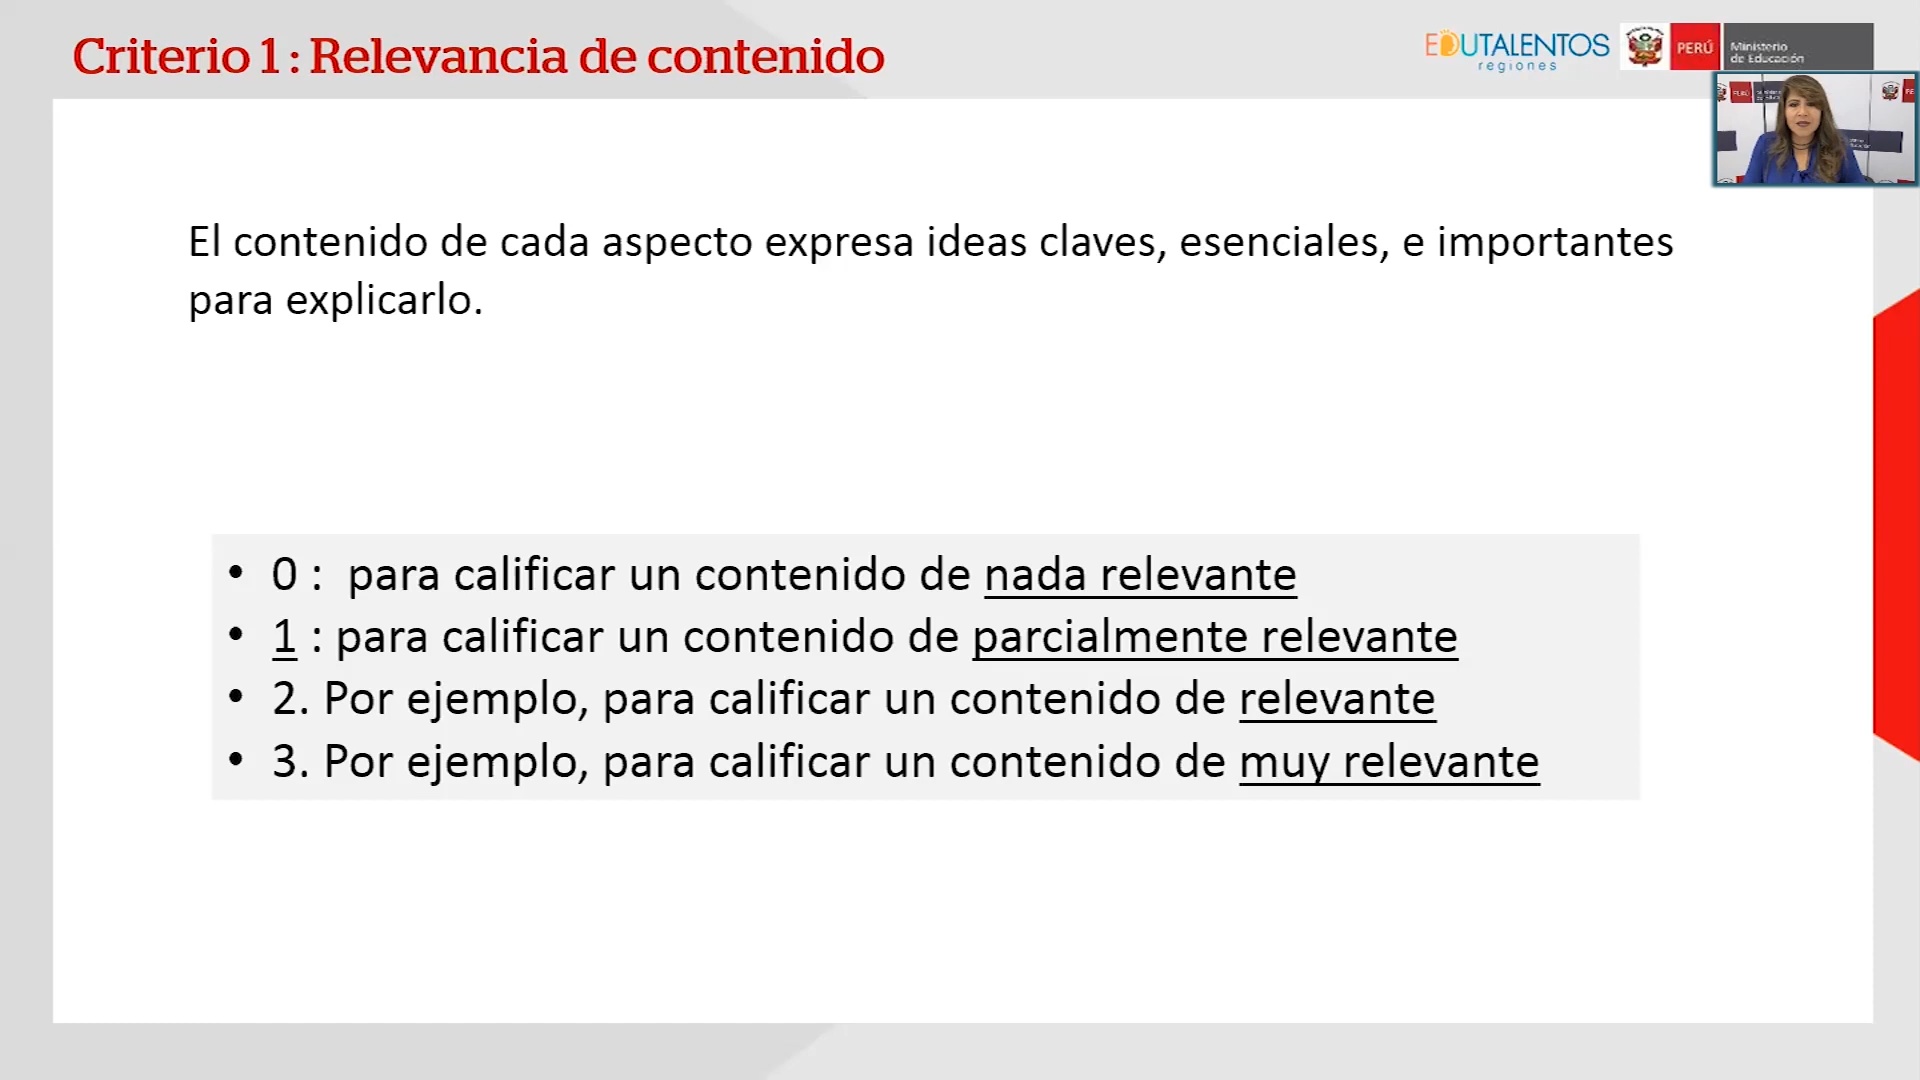 Criterio 1 : Relevancia de contenido
EDUTALENTOS
regiones
PERÚ
Ministerio
de Educación
El contenido de cada aspecto expresa ideas claves, esenciales, e importantes
para explicarlo.
• 0 : para calificar un contenido de nada relevante
• 1 : para calificar un contenido de parcialmente relevante
• 2. Por ejemplo, para calificar un contenido de relevante
• 3. Por ejemplo, para calificar un contenido de muy relevante